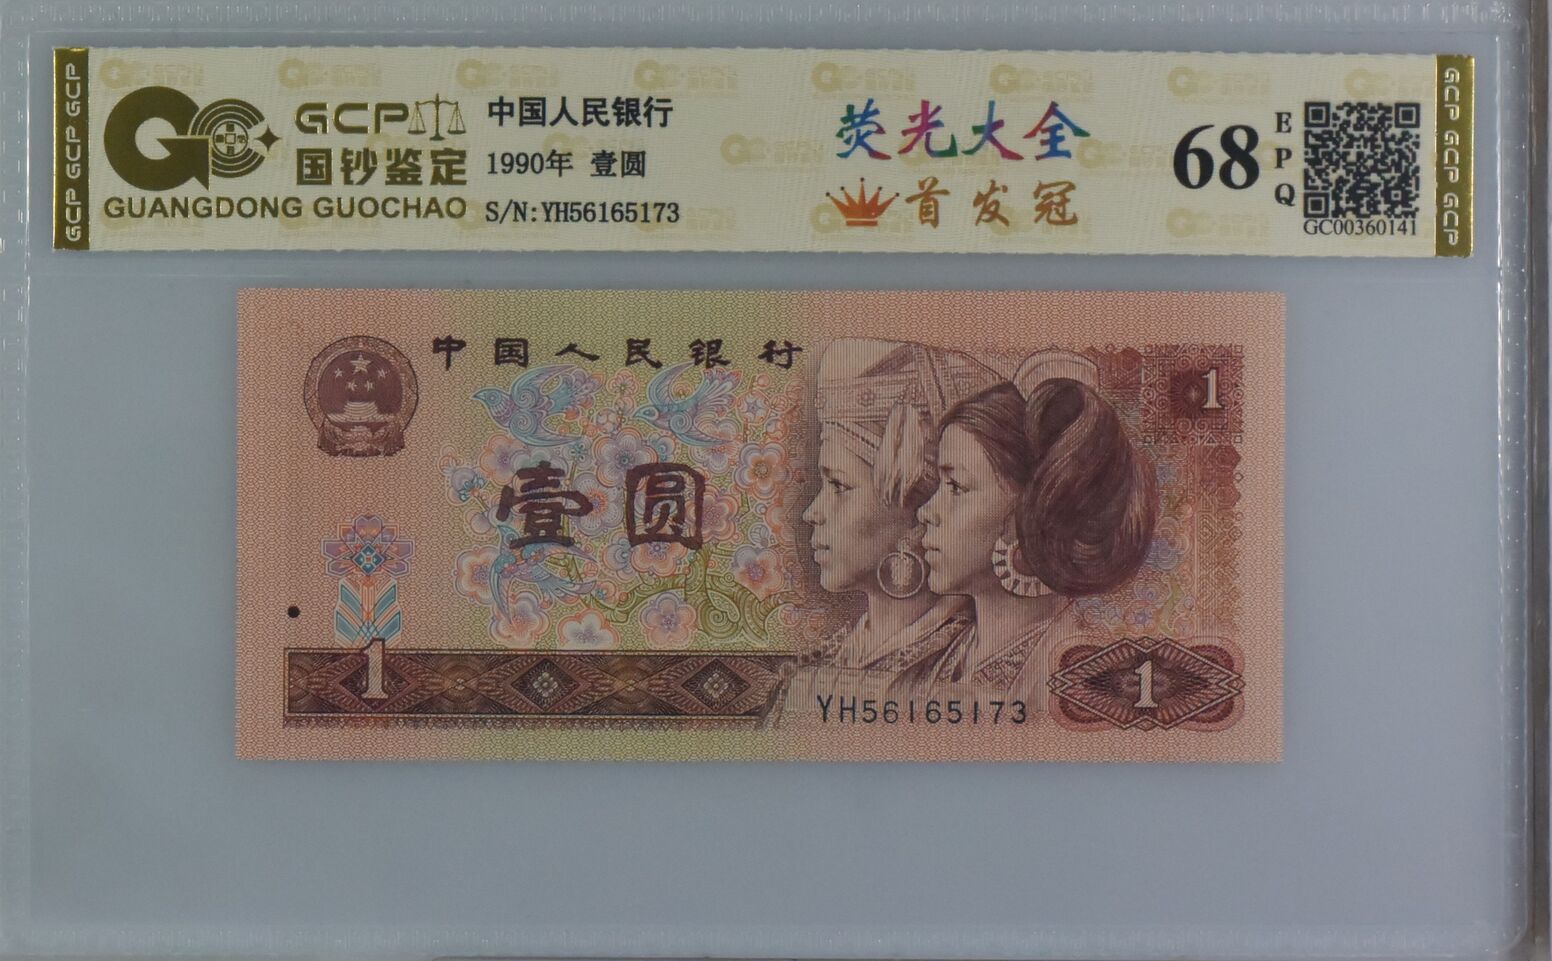 GCP GCP GCP
GCP
国钞鉴定
GUANGDONG GUOCHAO
中国人民银行
1990年 壹圆
S/N:YH56165173
荧光大全
首发冠
68
EPQ
GC00360141
GCP GCP GCP
中国人民银行
1
壹圆
1
YH56165173
1